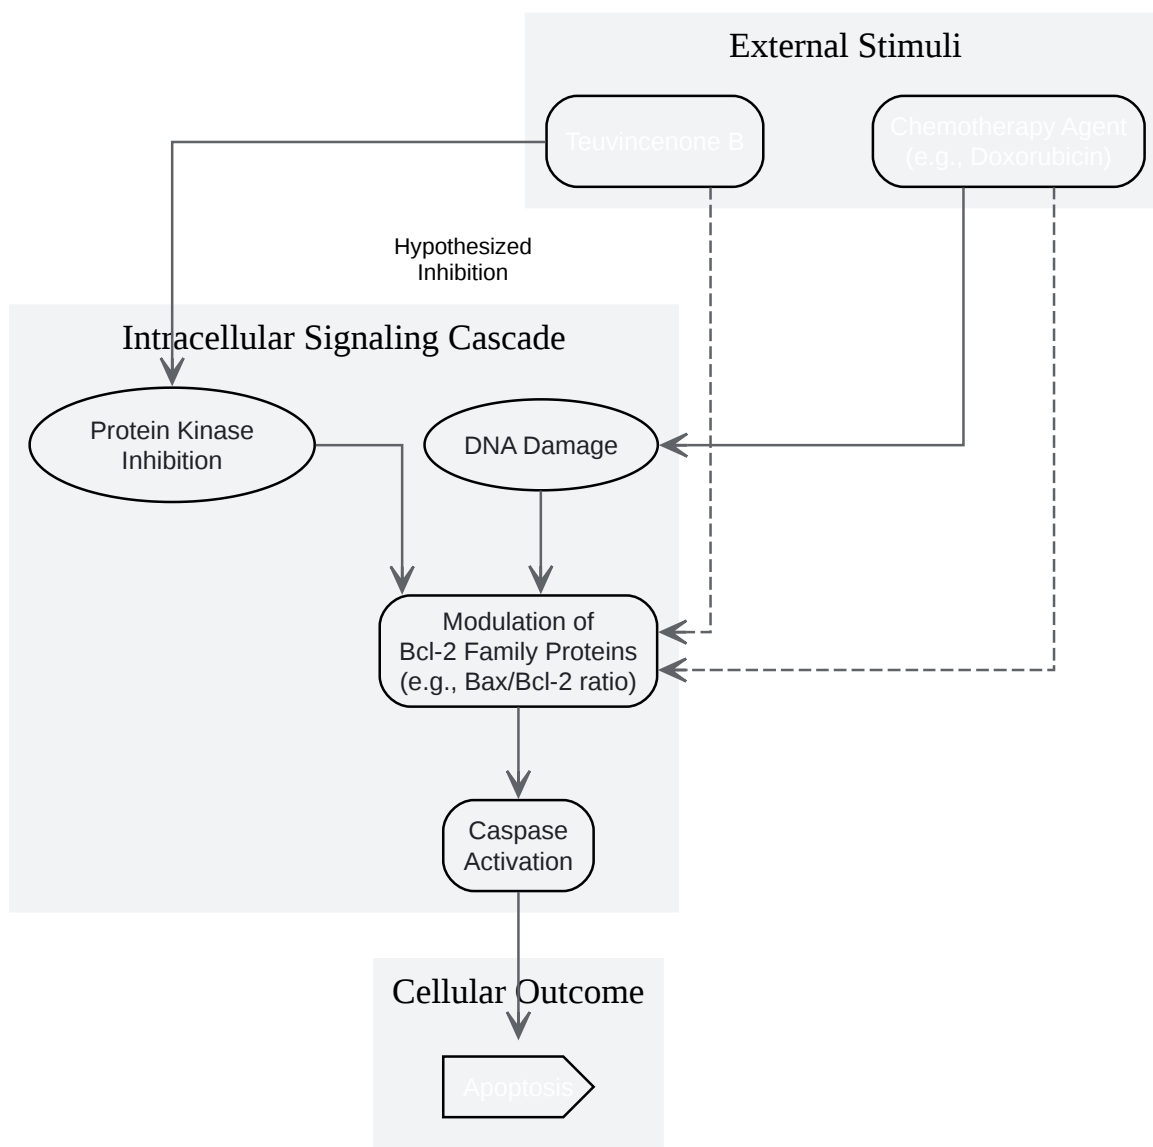 External Stimuli
Teuvincenone B
Chemotherapy Agent
(e.g., Doxorubicin)
Hypothesized
Inhibition
Intracellular Signaling Cascade
Protein Kinase
Inhibition
DNA Damage
Modulation of
Bcl-2 Family Proteins
(e.g., Bax/Bcl-2 ratio)
Caspase
Activation
Cellular Outcome
Apoptosis